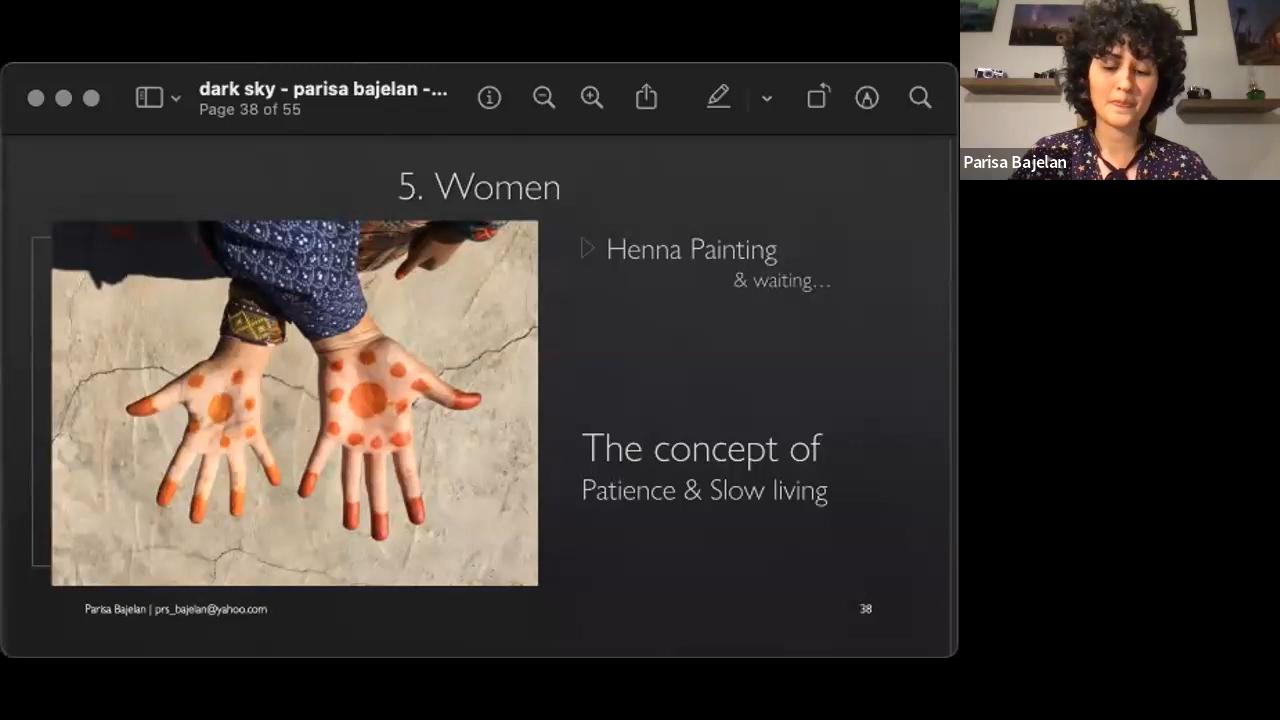 dark sky - parisa bajelan -...
Page 38 of 55
Parisa Bajelan
5. Women
Henna Painting
& waiting...
The concept of
Patience & Slow living
Parisa Bajelan | prs_bajelan@yahoo.com
38